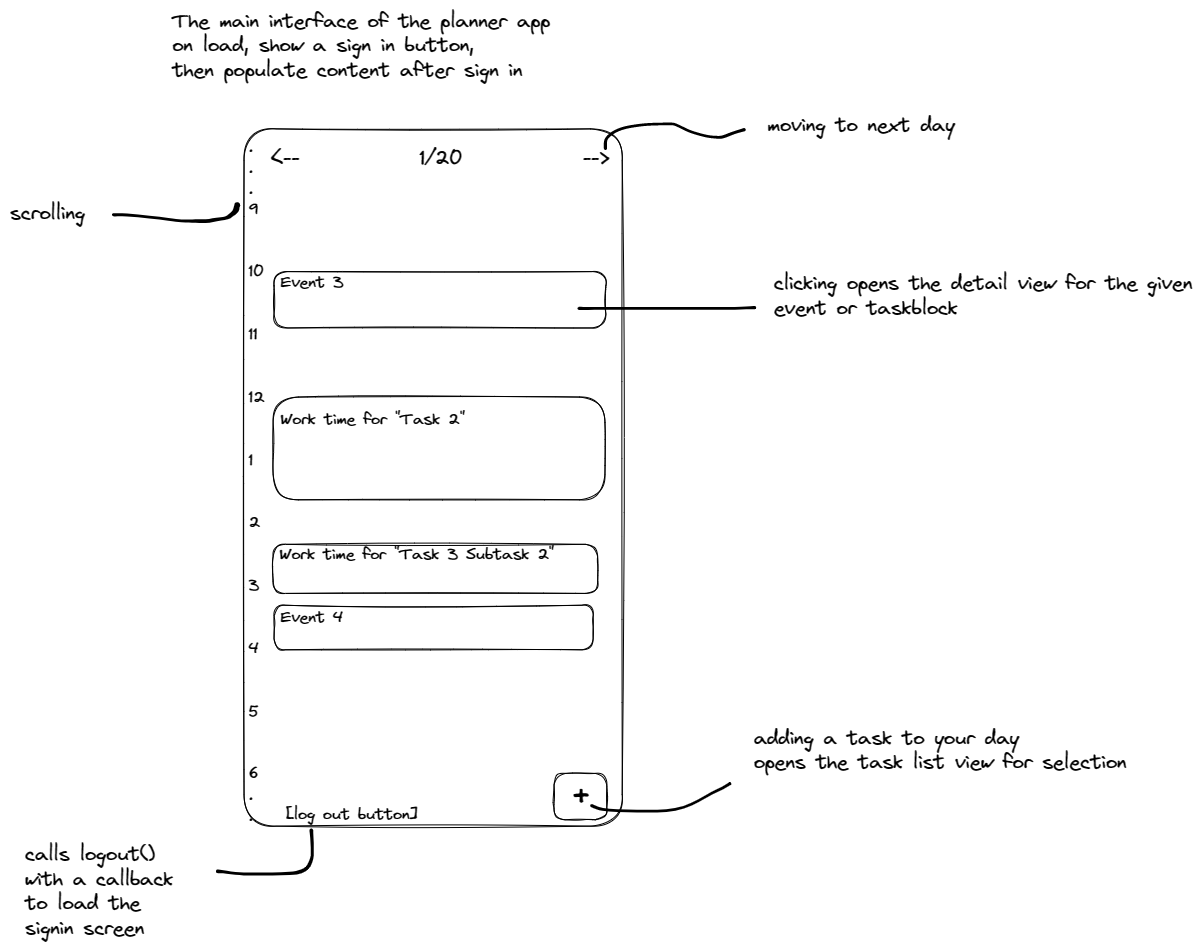 The main interface of the planner app
on load, show a sign in button,
then populate content after sign in
<-- 1/20 -->
moving to next day
scrolling
9
10
Event 3
clicking opens the detail view for the given
event or taskblock
11
12
Work time for "Task 2"
1
2
Work time for "Task 3 Subtask 2"
3
Event 4
4
5
adding a task to your day
opens the task list view for selection
6
+
[log out button]
calls logout()
with a callback
to load the
signin screen